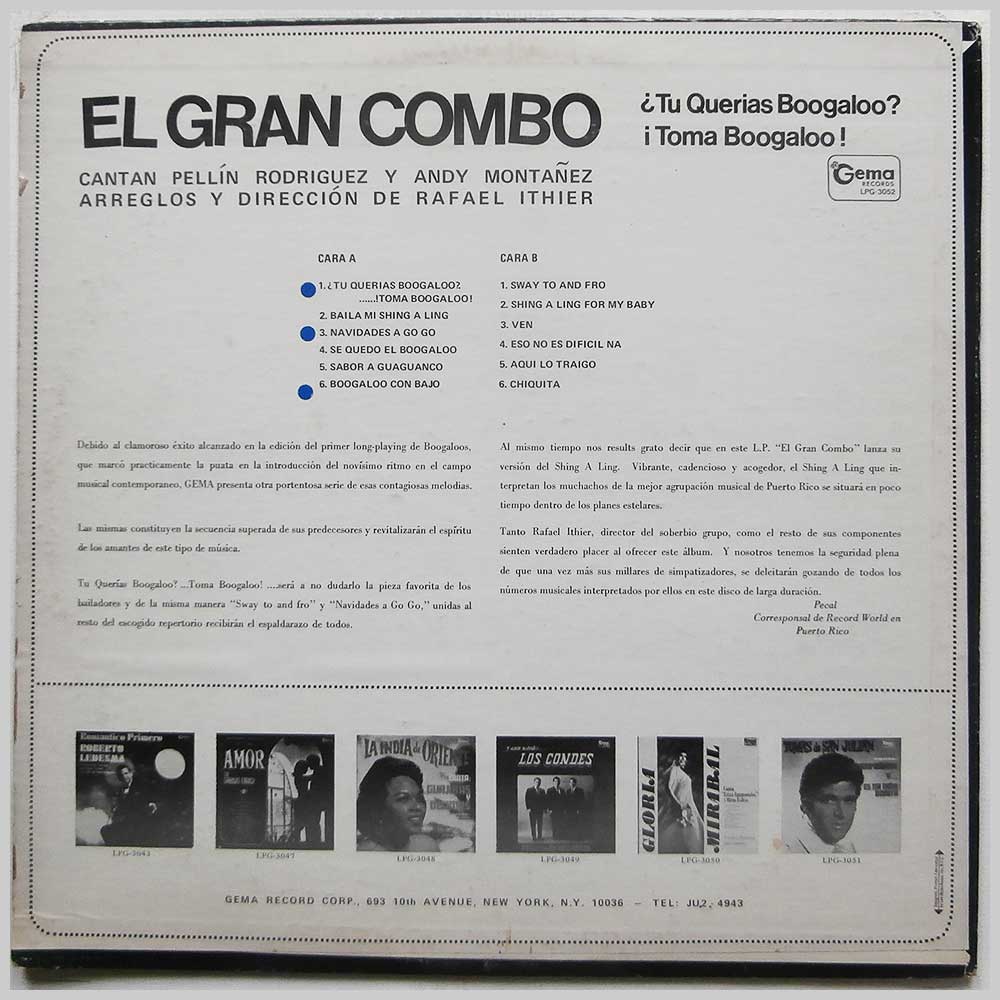 EL GRAN COMBO
¿Tu Querias Boogaloo?
¡Toma Boogaloo!
CANTAN PELLÍN RODRIGUEZ Y ANDY MONTAÑEZ
ARREGLOS Y DIRECCIÓN DE RAFAEL ITHIER
Gema
RECORDS
LPG-3052
CARA A
1. ¿TU QUERIAS BOOGALOO?.
......!TOMA BOOGALOO!
2. BAILA MI SHING A LING
3. NAVIDADES A GO GO
4. SE QUEDO EL BOOGALOO
5. SABOR A GUAGUANCO
6. BOOGALOO CON BAJO
CARA B
1. SWAY TO AND FRO
2. SHING A LING FOR MY BABY
3. VEN
4. ESO NO ES DIFICIL NA
5. AQUI LO TRAIGO
6. CHIQUITA
Debido al clamoroso éxito alcanzado en la edición del primer long-playing de Boogaloos,
que marcó practicamente la puata en la introducción del novísimo ritmo en el campo
musical contemporaneo, GEMA presenta otra portentosa serie de esas contagiosas melodias.
Las mismas constituyen la secuencia superada de sus predecesores y revitalizarán el espíritu
de los amantes de este tipo de música.
Tu Querías Boogaloo? ...Toma Boogaloo! ....será a no dudarlo la pieza favorita de los
bailadores y de la misma manera "Sway to and fro" y "Navidades a Go Go," unidas al
resto del escogido repertorio recibirán el espaldarazo de todos.
Al mismo tiempo nos results grato decir que en este L.P. "El Gran Combo" lanza su
versión del Shing A Ling. Vibrante, cadencioso y acogedor, el Shing A Ling que in-
terpretan los muchachos de la mejor agrupación musical de Puerto Rico se situará en poco
tiempo dentro de los planes estelares.
Tanto Rafael Ithier, director del soberbio grupo, como el resto de sus componentes
sienten verdadero placer al ofrecer este álbum. Y nosotros tenemos la seguridad plena
de que una vez más sus millares de simpatizadores, se deleitarán gozando de todos los
números musicales interpretados por ellos en este disco de larga duración.
Pecal
Corresponsal de Record World en
Puerto Rico
Romantico Primero
ROBERTO
LEDESMA
LPG-3043
AMOR
LPG-3047
LA INDIA de ORIENTE
CANTA
LPG-3048
LOS CONDES
LPG-3049
GLORIA
MIRABAL
LPG-3050
TOMAS de SAN JULIAN
LPG-3051
GEMA RECORD CORP., 693 10th AVENUE, NEW YORK, N.Y. 10036 – TEL: JU.2, 4943